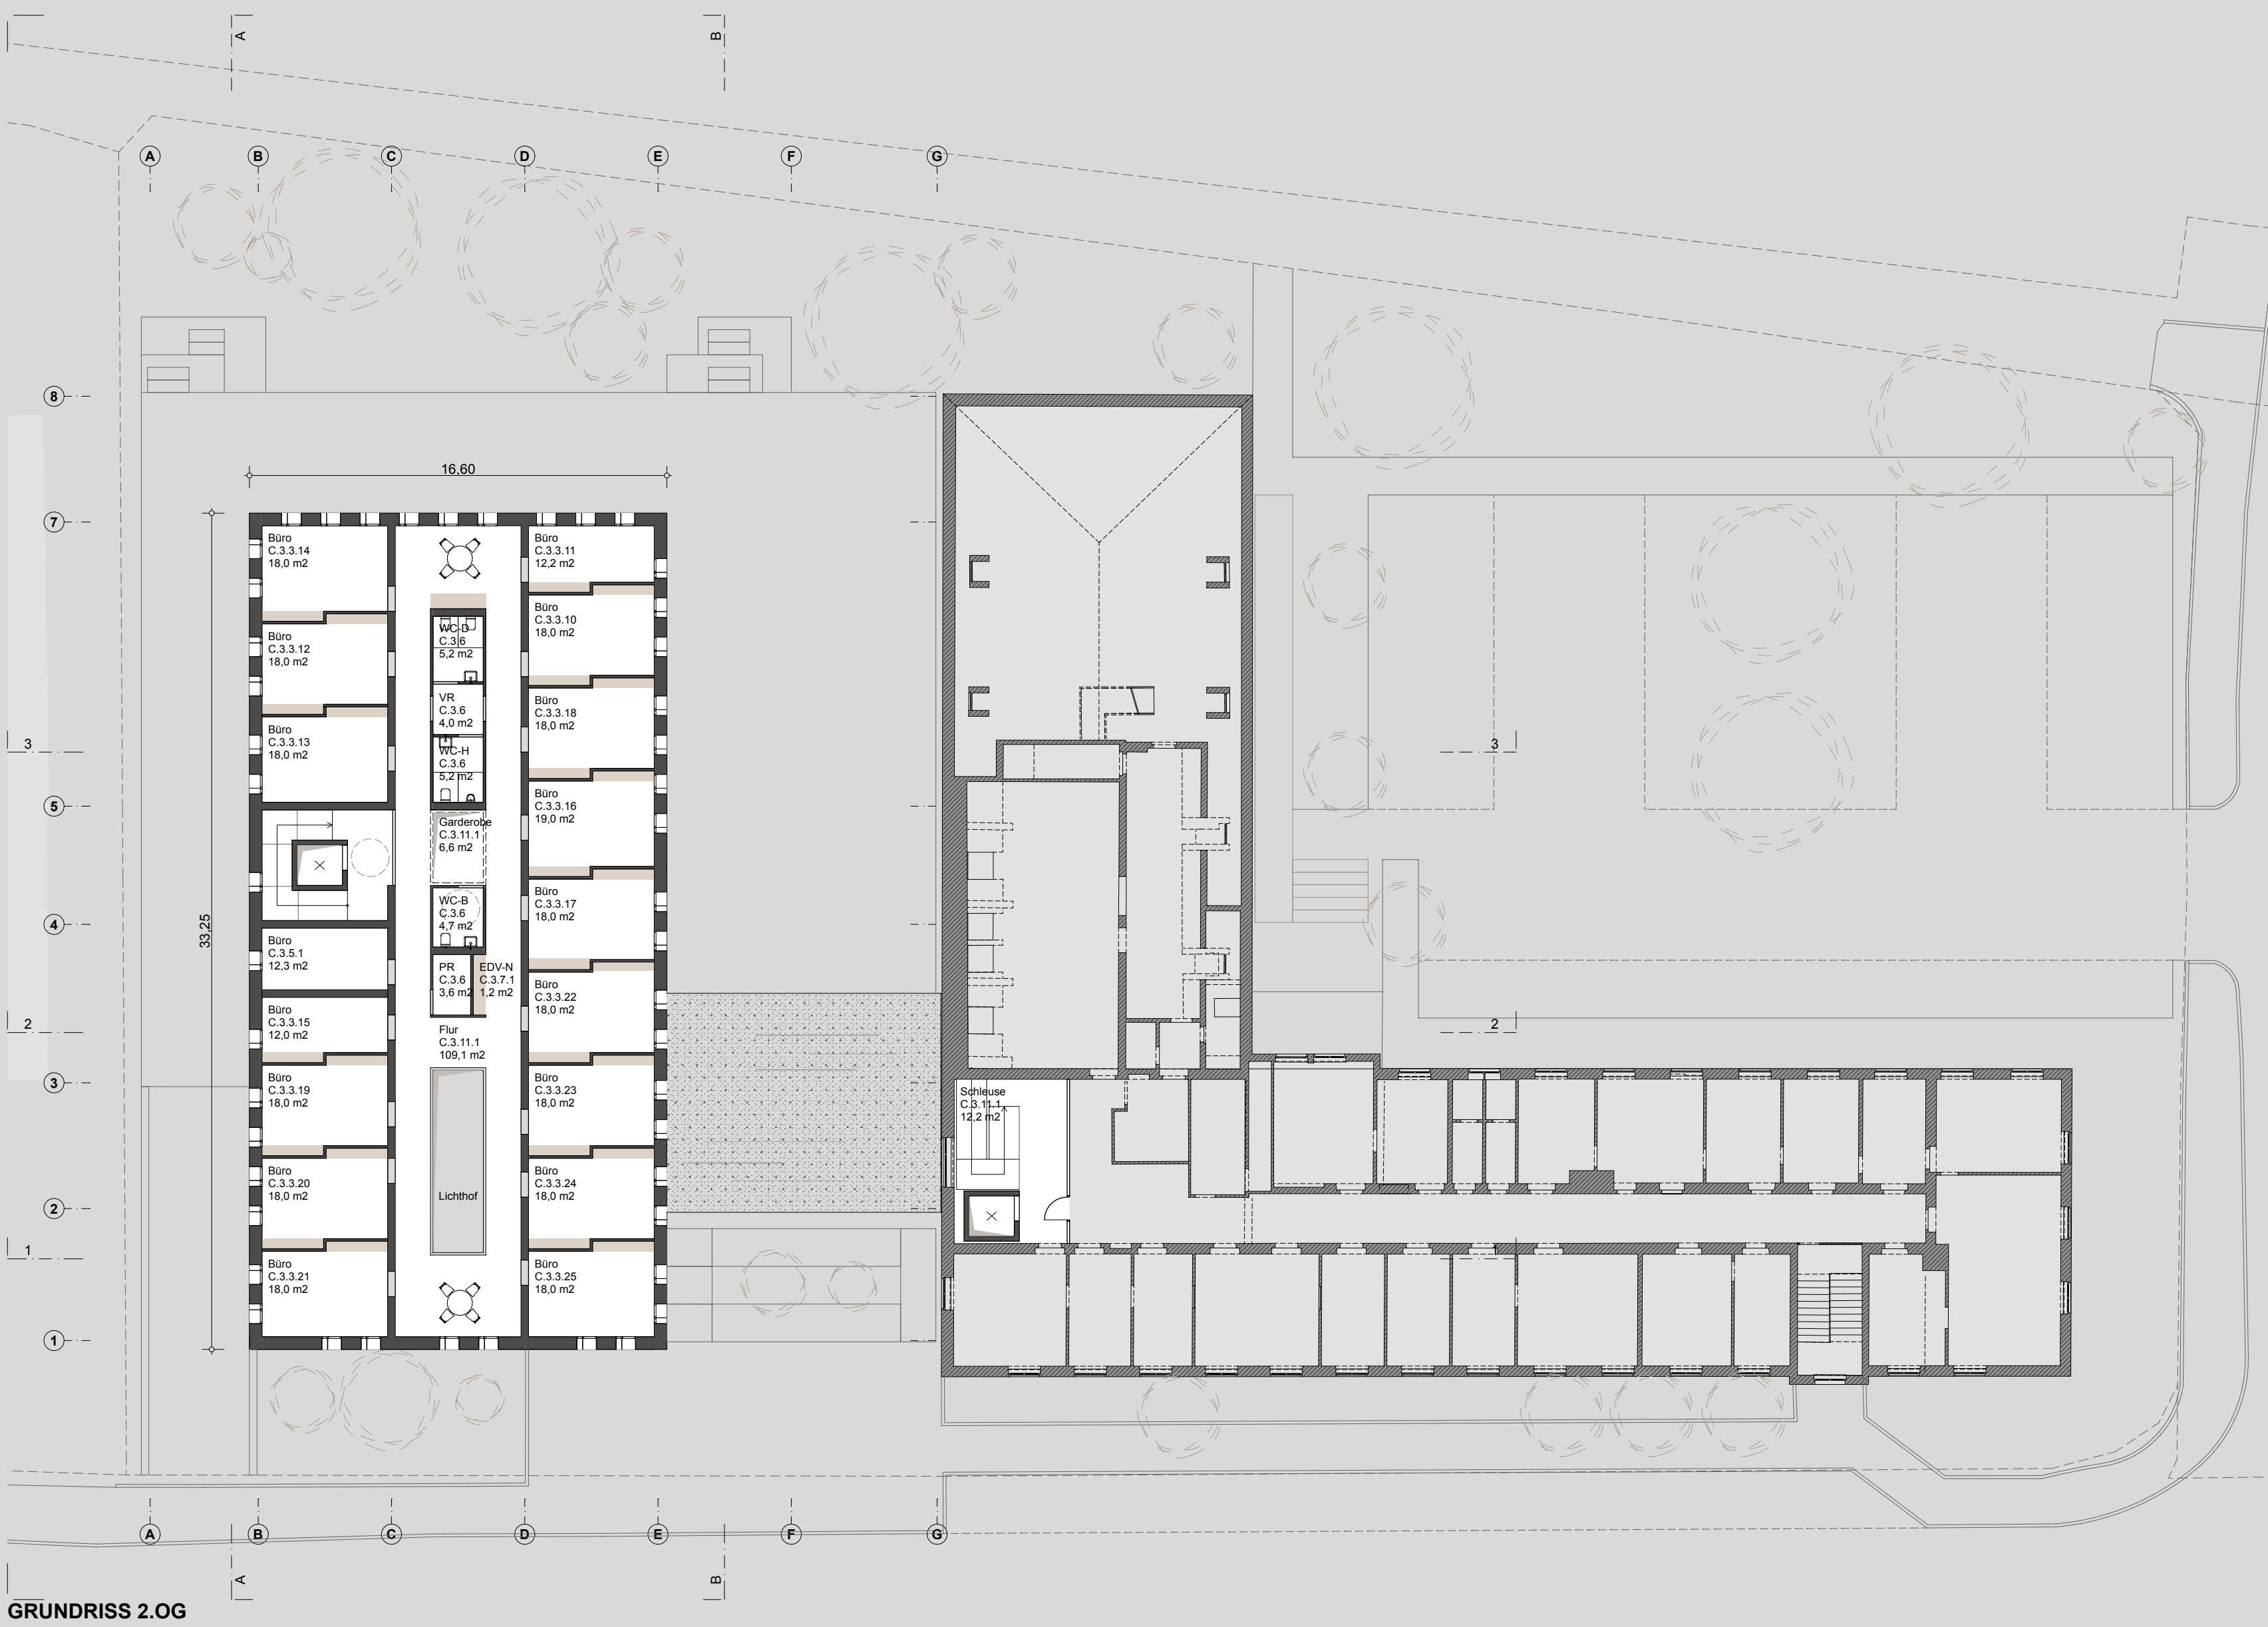 A
B
A
B
C
D
E
F
G
8
16,60
7
Büro
C.3.3.14
18,0 m2
Büro
C.3.3.11
12,2 m2
Büro
C.3.3.10
18,0 m2
WC-D
C.3.6
5,2 m2
Büro
C.3.3.12
18,0 m2
VR
C.3.6
4,0 m2
Büro
C.3.3.18
18,0 m2
Büro
C.3.3.13
18,0 m2
3
3
WC-H
C.3.6
5,2 m2
5
Büro
C.3.3.16
19,0 m2
Garderobe
C.3.11.1
6,6 m2
33,25
4
WC-B
C.3.6
4,7 m2
Büro
C.3.3.17
18,0 m2
Büro
C.3.5.1
12,3 m2
PR
C.3.6
3,6 m2
EDV-N
C.3.7.1
1,2 m2
Büro
C.3.3.22
18,0 m2
2
2
Büro
C.3.3.15
12,0 m2
Flur
C.3.11.1
109,1 m2
3
Büro
C.3.3.19
18,0 m2
Büro
C.3.3.23
18,0 m2
Schleuse
C.3.11.1
12,2 m2
Büro
C.3.3.20
18,0 m2
Büro
C.3.3.24
18,0 m2
Lichthof
2
1
Büro
C.3.3.21
18,0 m2
Büro
C.3.3.25
18,0 m2
1
A
B
C
D
E
F
G
A
B
GRUNDRISS 2.OG